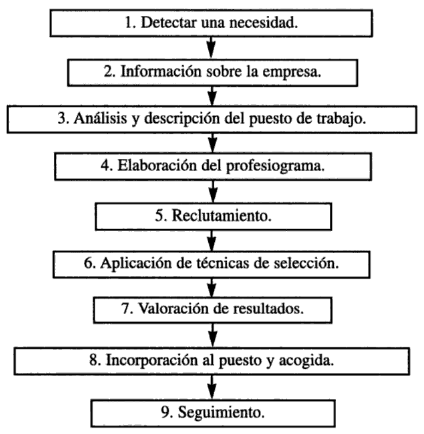 1. Detectar una necesidad.
2. Información sobre la empresa.
3. Análisis y descripción del puesto de trabajo.
4. Elaboración del profesiograma.
5. Reclutamiento.
6. Aplicación de técnicas de selección.
7. Valoración de resultados.
8. Incorporación al puesto y acogida.
9. Seguimiento.